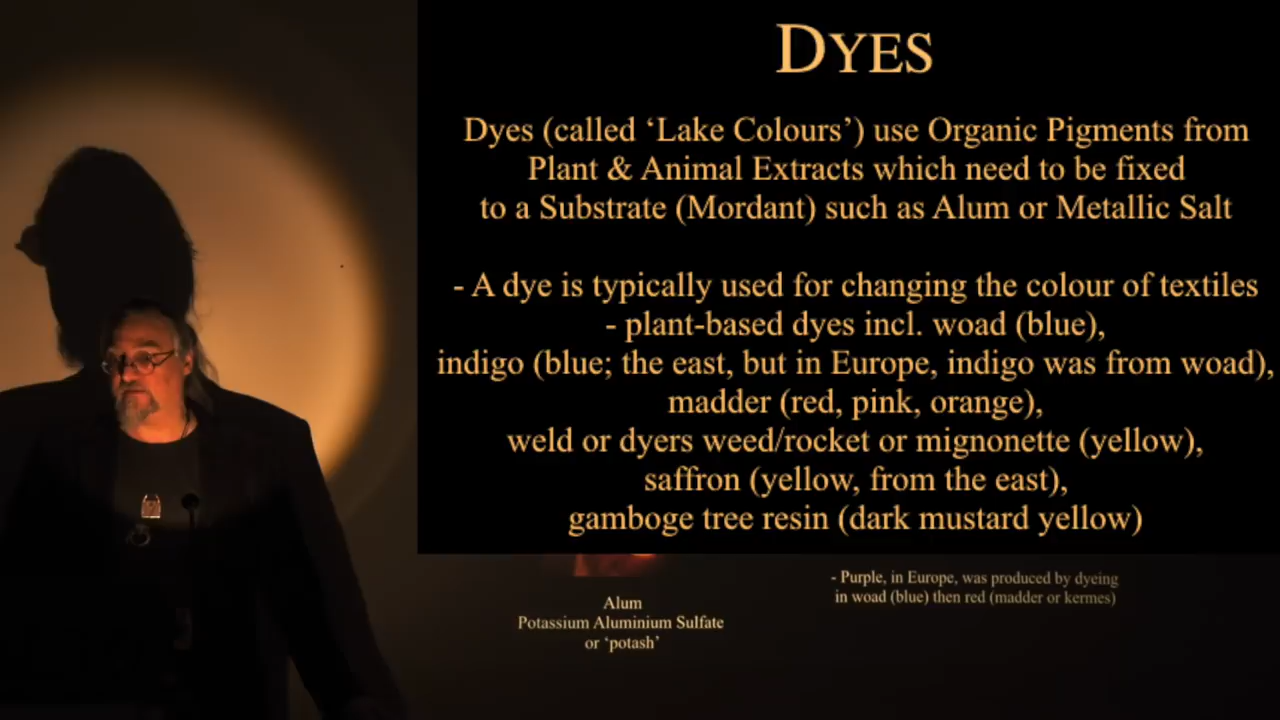 DYES
Dyes (called ‘Lake Colours’) use Organic Pigments from
Plant & Animal Extracts which need to be fixed
to a Substrate (Mordant) such as Alum or Metallic Salt
- A dye is typically used for changing the colour of textiles
- plant-based dyes incl. woad (blue),
indigo (blue; the east, but in Europe, indigo was from woad),
madder (red, pink, orange),
weld or dyers weed/rocket or mignonette (yellow),
saffron (yellow, from the east),
gamboge tree resin (dark mustard yellow)
Alum
Potassium Aluminium Sulfate
or ‘potash’
- Purple, in Europe, was produced by dyeing
in woad (blue) then red (madder or kermes)